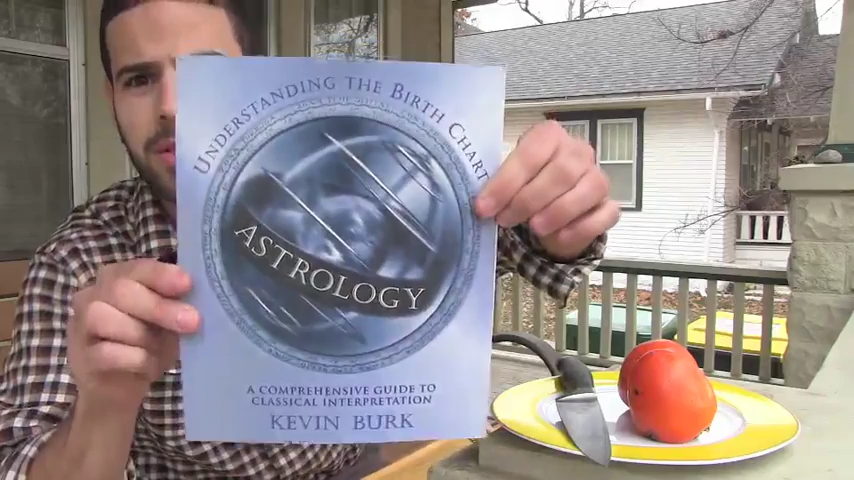 UNDERSTANDING THE BIRTH CHART
ASTROLOGY
A COMPREHENSIVE GUIDE TO
CLASSICAL INTERPRETATION
KEVIN BURK